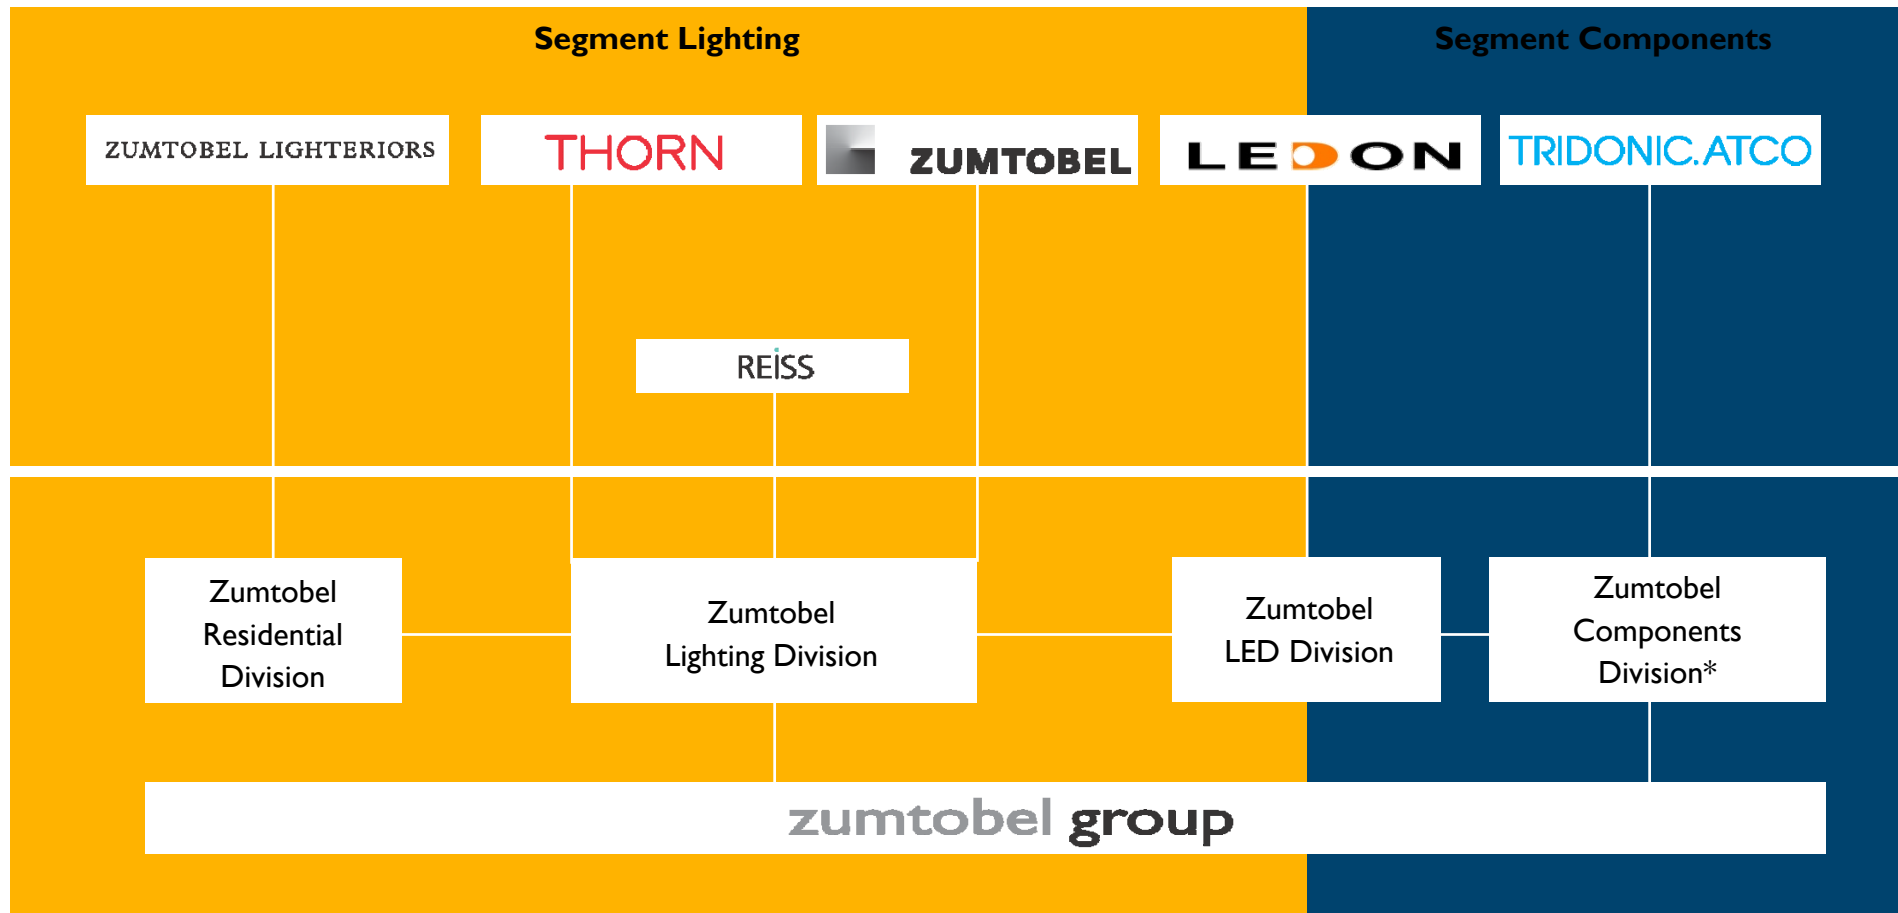 Segment Lighting
Segment Components
ZUMTOBEL LIGHTERIORS
THORN
ZUMTOBEL
LEDON
TRIDONIC.ATCO
REiSS
Zumtobel
Residential
Division
Zumtobel
Lighting Division
Zumtobel
LED Division
Zumtobel
Components
Division*
zumtobel group